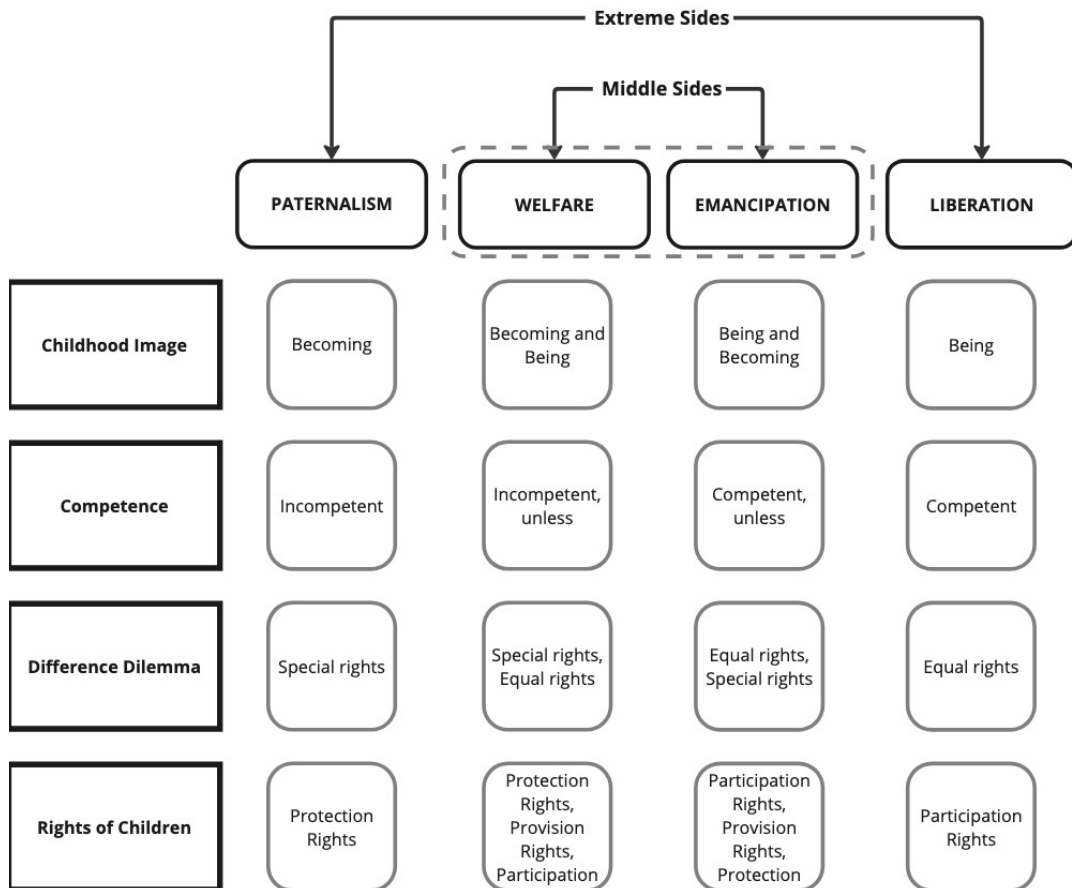 Extreme Sides
Middle Sides
PATERNALISM
WELFARE
EMANCIPATION
LIBERATION
Childhood Image
Becoming
Becoming and
Being
Being and
Becoming
Being
Competence
Incompetent
Incompetent,
unless
Competent,
unless
Competent
Difference Dilemma
Special rights
Special rights,
Equal rights
Equal rights,
Special rights
Equal rights
Rights of Children
Protection
Rights
Protection
Rights,
Provision
Rights,
Participation
Participation
Rights,
Provision
Rights,
Protection
Participation
Rights